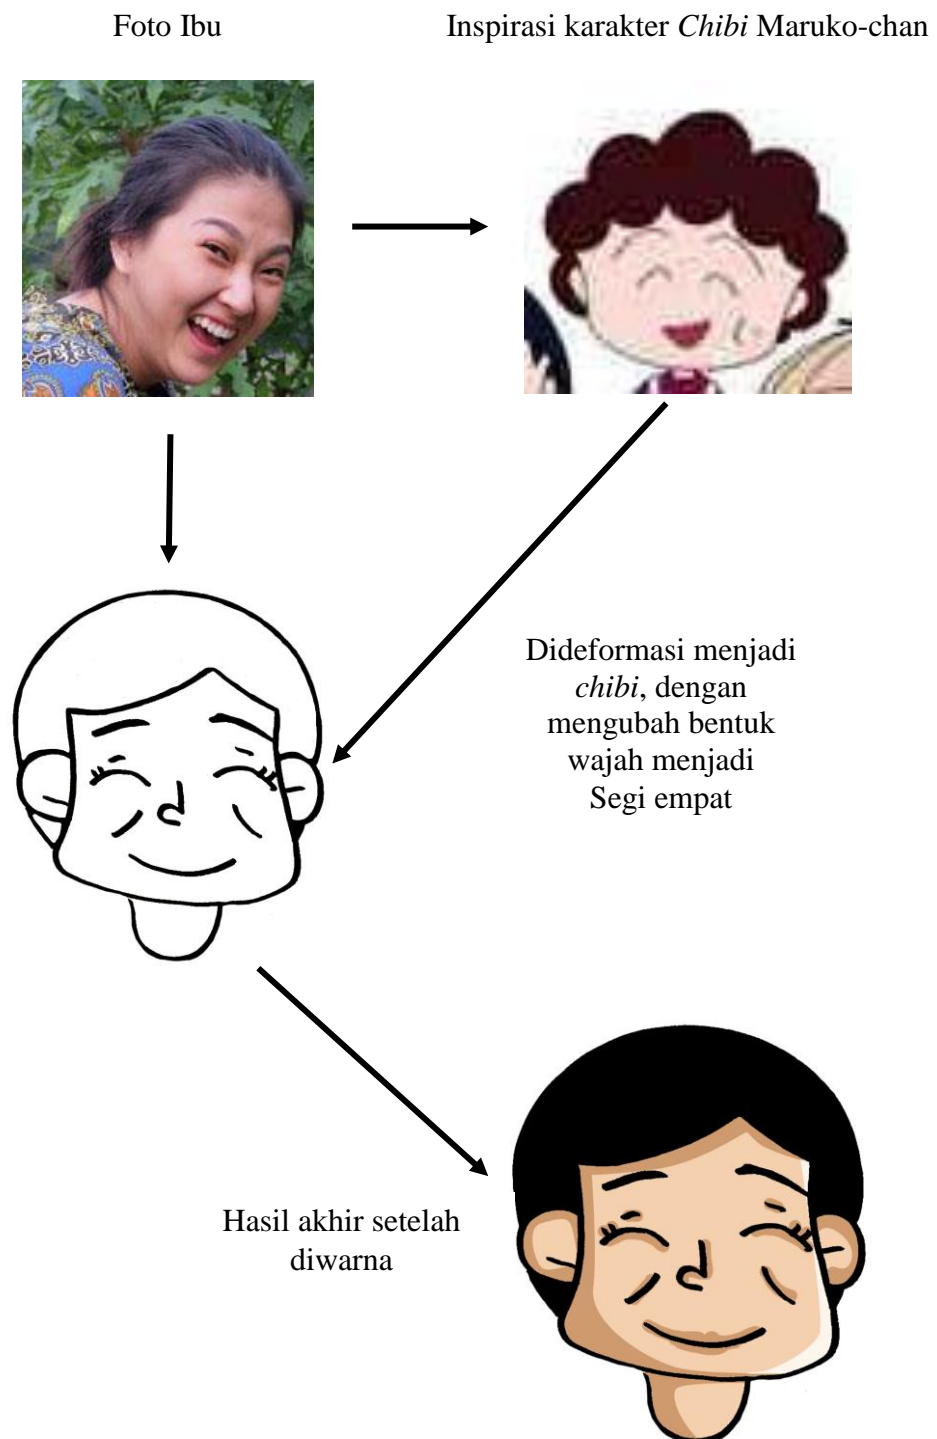 Foto Ibu
Inspirasi karakter Chibi Maruko-chan
Dideformasi menjadi
chibi, dengan
mengubah bentuk
wajah menjadi
Segi empat
Hasil akhir setelah
diwarna